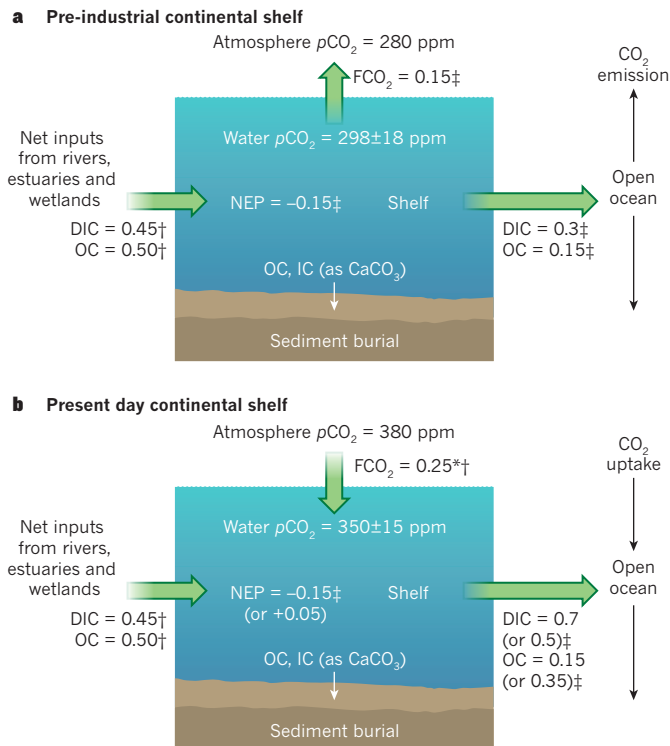 a Pre-industrial continental shelf
Atmosphere pCO₂ = 280 ppm
FCO₂ = 0.15‡
CO₂
emission
Water pCO₂ = 298±18 ppm
Net inputs
from rivers,
estuaries and
wetlands
DIC = 0.45†
OC = 0.50†
NEP = –0.15‡
Shelf
DIC = 0.3‡
OC = 0.15‡
Open
ocean
OC, IC (as CaCO₃)
Sediment burial
b Present day continental shelf
Atmosphere pCO₂ = 380 ppm
FCO₂ = 0.25*†
CO₂
uptake
Water pCO₂ = 350±15 ppm
Net inputs
from rivers,
estuaries and
wetlands
DIC = 0.45†
OC = 0.50†
NEP = –0.15‡
(or +0.05)
Shelf
DIC = 0.7
(or 0.5)‡
OC = 0.15
(or 0.35)‡
Open
ocean
OC, IC (as CaCO₃)
Sediment burial